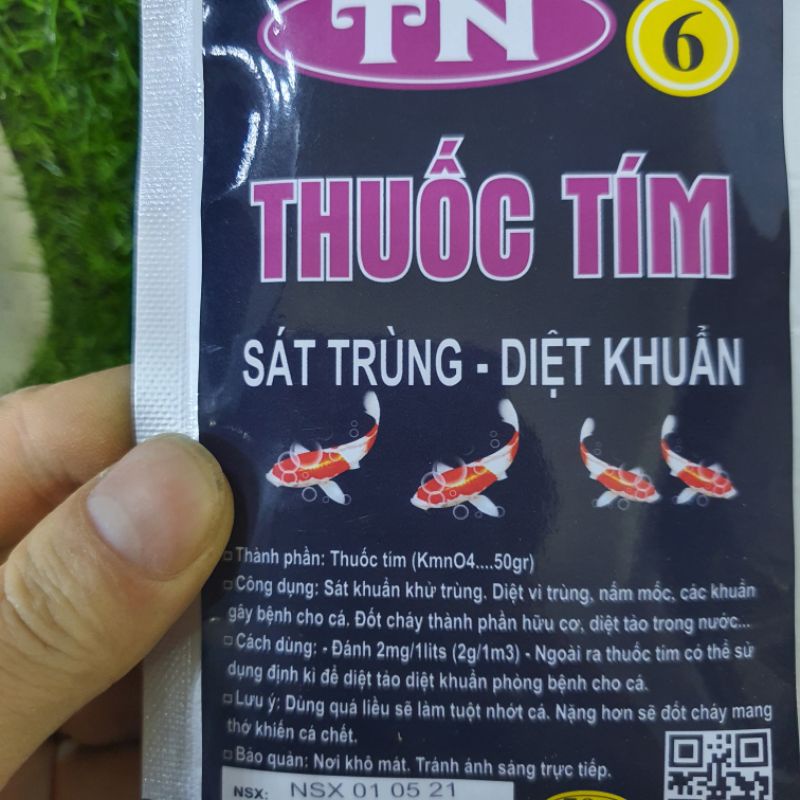 TN
6
THUỐC TÍM
SÁT TRÙNG - DIỆT KHUẨN
Thành phần: Thuốc tím (KmnO4....50gr)
Công dụng: Sát khuẩn khử trùng. Diệt vi trùng, nấm mốc, các khuẩn
gây bệnh cho cá. Đốt cháy thành phần hữu cơ, diệt tảo trong nước...
Cách dùng: - Đánh 2mg/1lits (2g/1m3) - Ngoài ra thuốc tím có thể sử
dụng định kì để diệt tảo diệt khuẩn phòng bệnh cho cá.
Lưu ý: Dùng quá liều sẽ làm tuột nhớt cá. Nặng hơn sẽ đốt cháy mang
thở khiến cá chết.
Bảo quản: Nơi khô mát. Tránh ánh sáng trực tiếp.
NSX: NSX 01 05 21